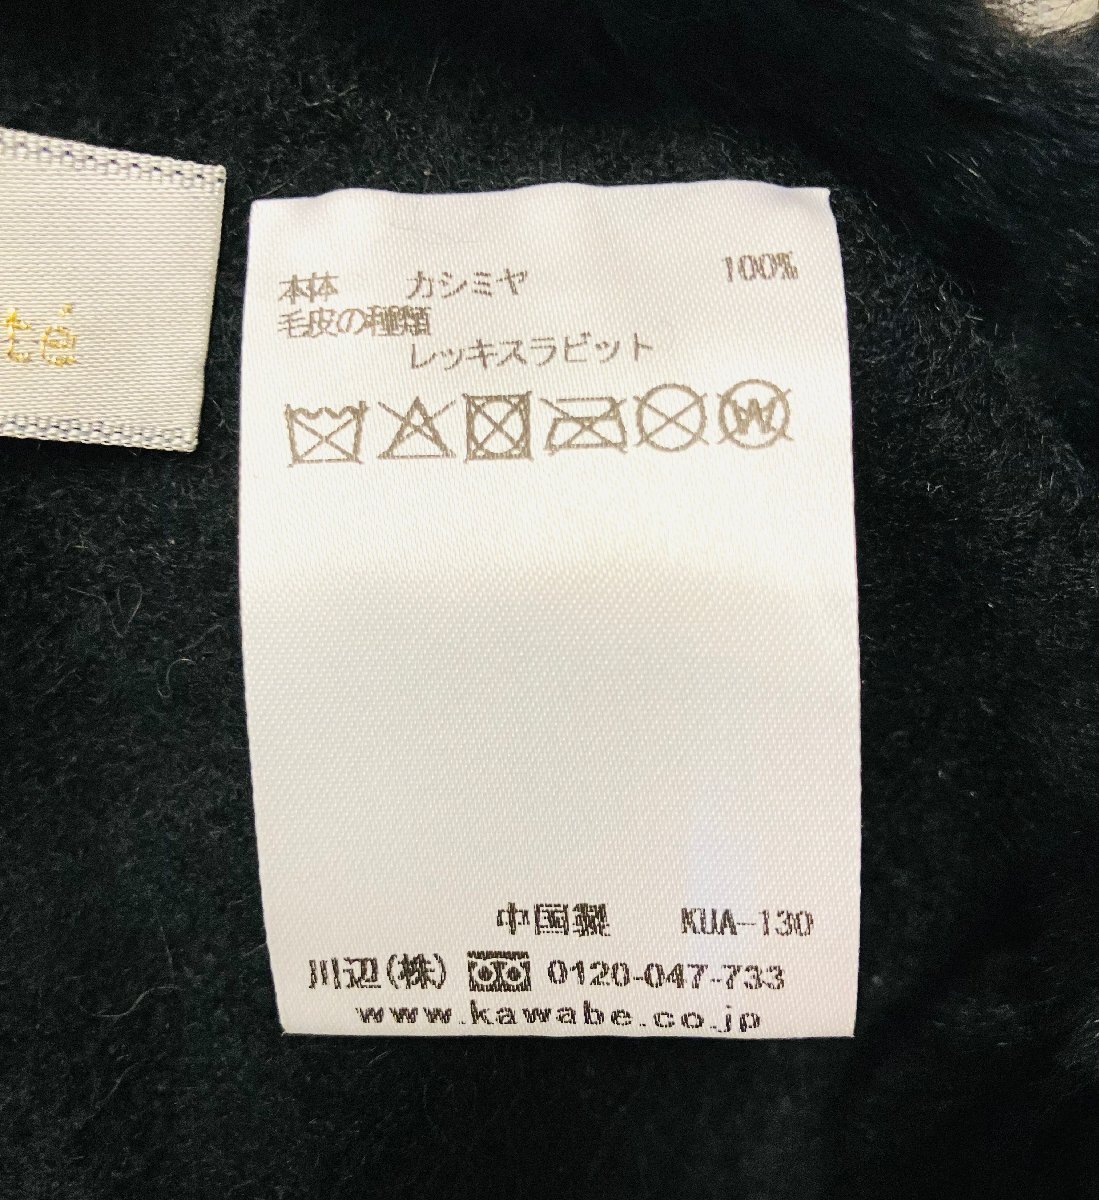 本体 カシミヤ 100%
毛皮の種類
レッキスラビット
中国製 KUA-130
川辺(株) 0120-047-733
www.kawabe.co.jp